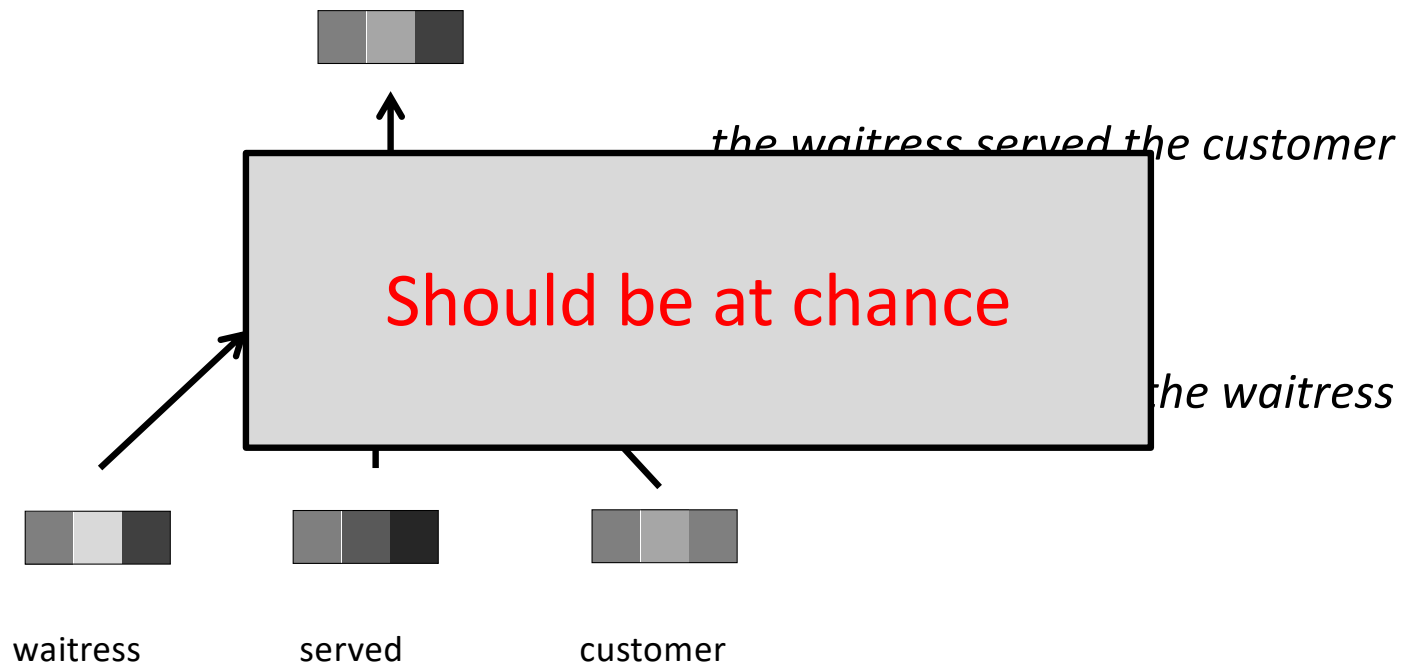 the waitress served the customer
Should be at chance
the waitress
waitress served customer